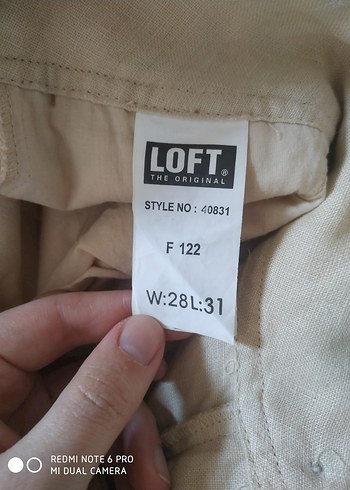 LOFT®
THE ORIGINAL
STYLE NO : 40831
F 122
W:28L:31
REDMI NOTE 6 PRO
MI DUAL CAMERA